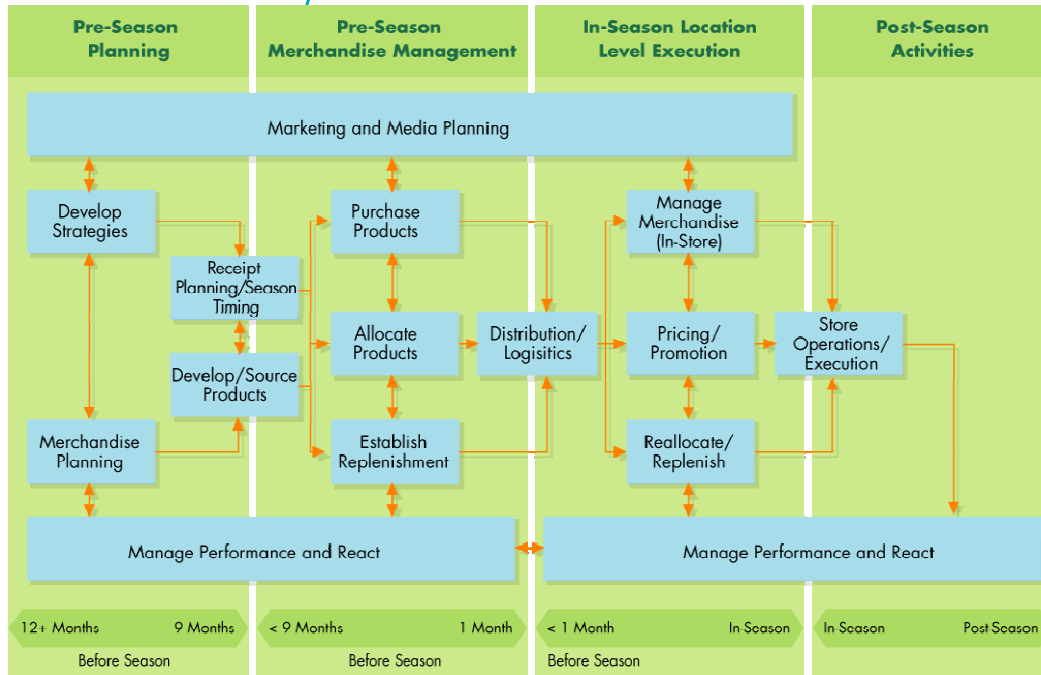 Pre-Season
Planning
Pre-Season
Merchandise Management
In-Season Location
Level Execution
Post-Season
Activities
Marketing and Media Planning
Develop
Strategies
Purchase
Products
Manage
Merchandise
(In-Store)
Receipt
Planning/Season
Timing
Allocate
Products
Distribution/
Logisitics
Pricing/
Promotion
Store
Operations/
Execution
Develop/Source
Products
Merchandise
Planning
Establish
Replenishment
Reallocate/
Replenish
Manage Performance and React
Manage Performance and React
12+ Months
9 Months
< 9 Months
1 Month
< 1 Month
In-Season
In-Season
Post-Season
Before Season
Before Season
Before Season